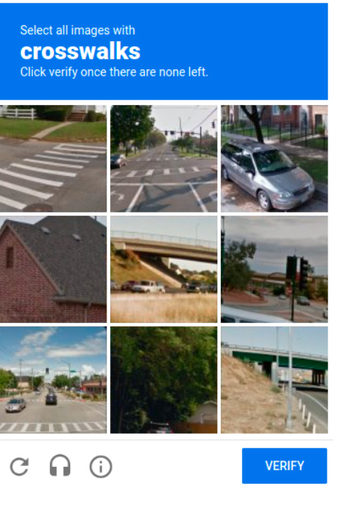 Select all images with
crosswalks
Click verify once there are none left.
VERIFY